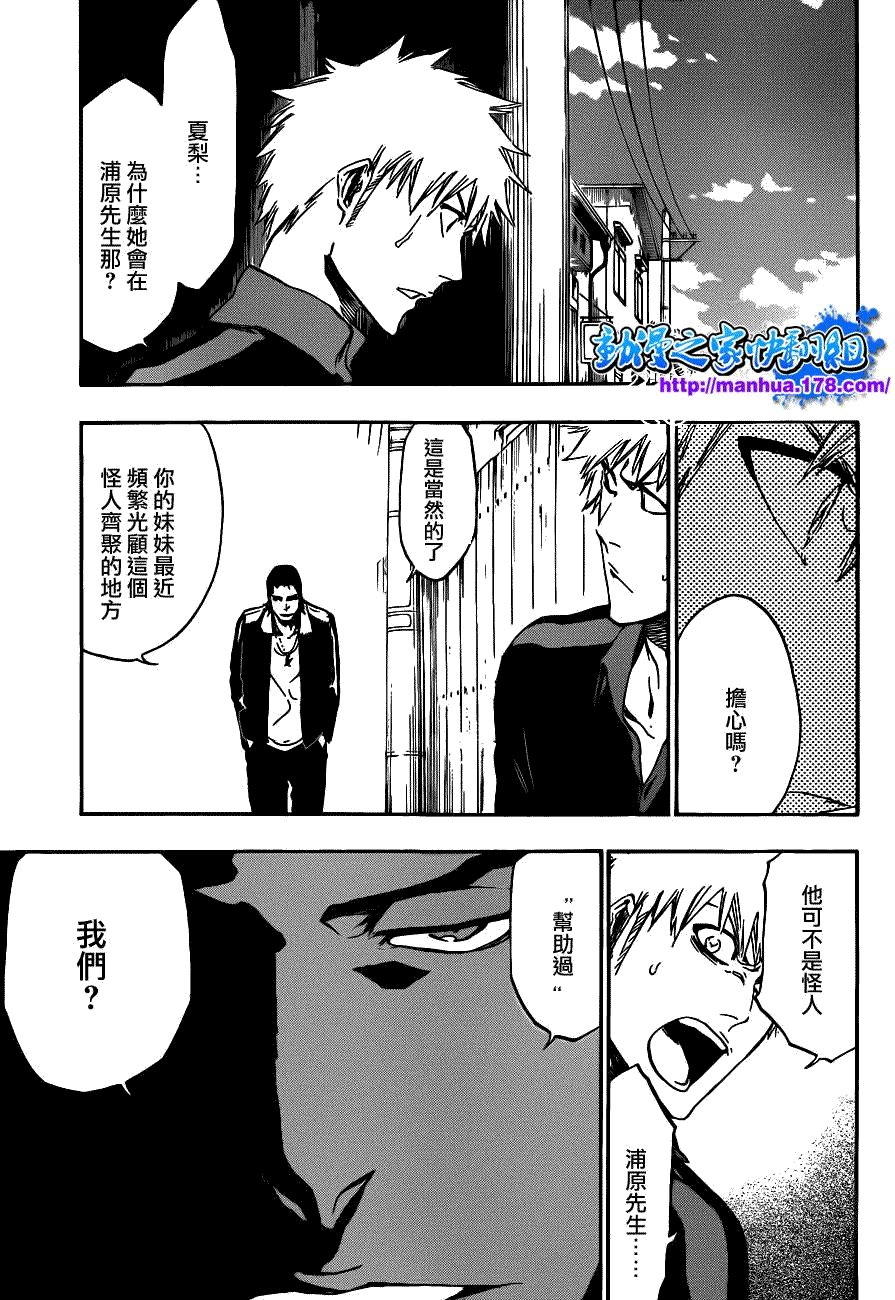 夏梨…
為什麼她會在
浦原先生那？
動漫之家快翻組
http://manhua.178.com/
擔心嗎？
這是當然的了
你的妹妹最近
頻繁光顧這個
怪人齊聚的地方
他可不是怪人
浦原先生……
”幫助過“
我們？